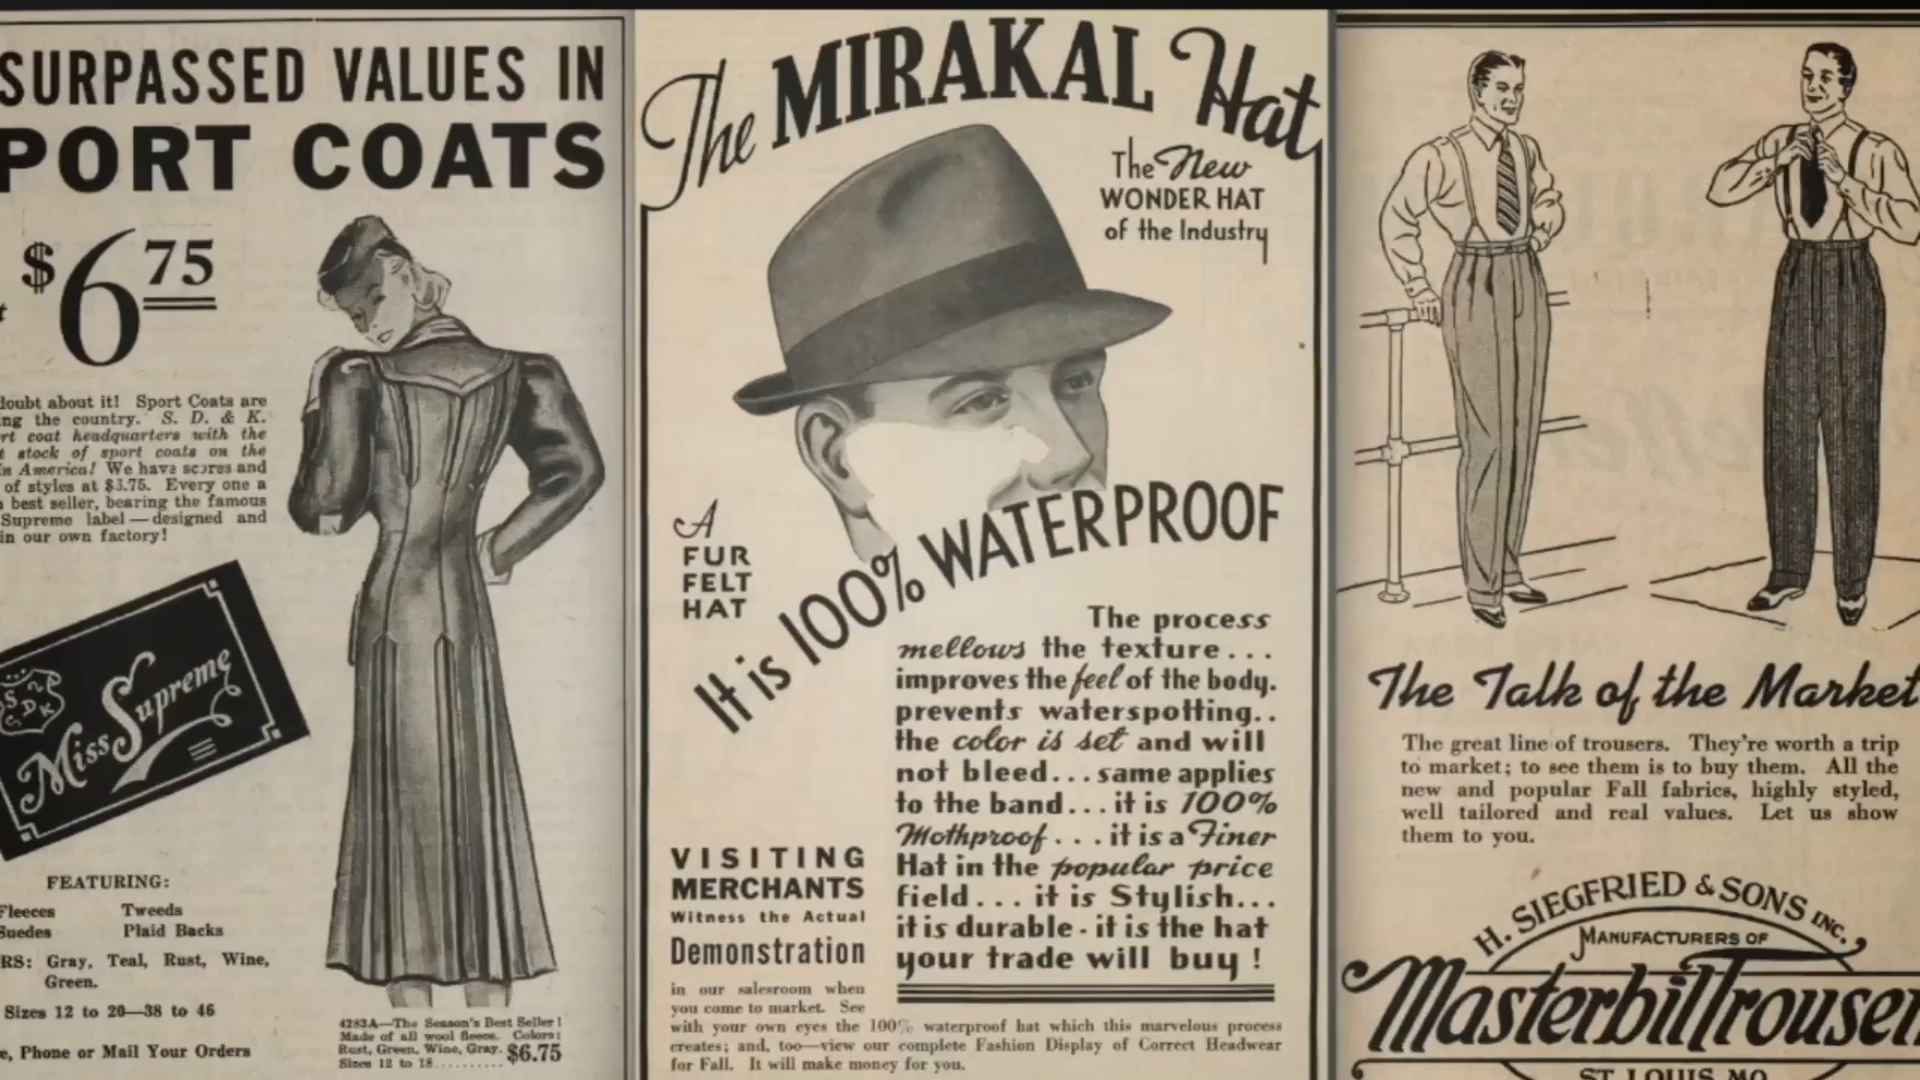 SURPASSED VALUES IN
PORT COATS
$6 75
doubt about it! Sport Coats are
ing the country. S. D. & K.
rt coat headquarters with the
t stock of sport coats on the
in America! We have scores and
of styles at $3.75. Every one a
best seller, bearing the famous
Supreme label—designed and
in our own factory!
S D K
Miss Supreme
FEATURING:
Fleeces Tweeds
Suedes Plaid Backs
RS: Gray, Teal, Rust, Wine,
Green.
Sizes 12 to 20—38 to 46
e, Phone or Mail Your Orders
4283A—The Season's Best Seller!
Made of all wool fleece. Colors:
Rust, Green, Wine, Gray. $6.75
Sizes 12 to 18..........
The MIRAKAL Hat
The New
WONDER HAT
of the Industry
A
FUR
FELT
HAT
It is 100% WATERPROOF
The process
mellows the texture...
improves the feel of the body.
prevents waterspotting..
the color is set and will
not bleed...same applies
to the band...it is 100%
Mothproof...it is a Finer
Hat in the popular price
field...it is Stylish...
it is durable - it is the hat
your trade will buy!
VISITING
MERCHANTS
Witness the Actual
Demonstration
in our salesroom when
you come to market. See
with your own eyes the 100% waterproof hat which this marvelous process
creates; and, too—view our complete Fashion Display of Correct Headwear
for Fall. It will make money for you.
The Talk of the Market
The great line of trousers. They're worth a trip
to market; to see them is to buy them. All the
new and popular Fall fabrics, highly styled,
well tailored and real values. Let us show
them to you.
H. SIEGFRIED & SONS INC.
MANUFACTURERS OF
Masterbilt Trouser
ST. LOUIS, MO.